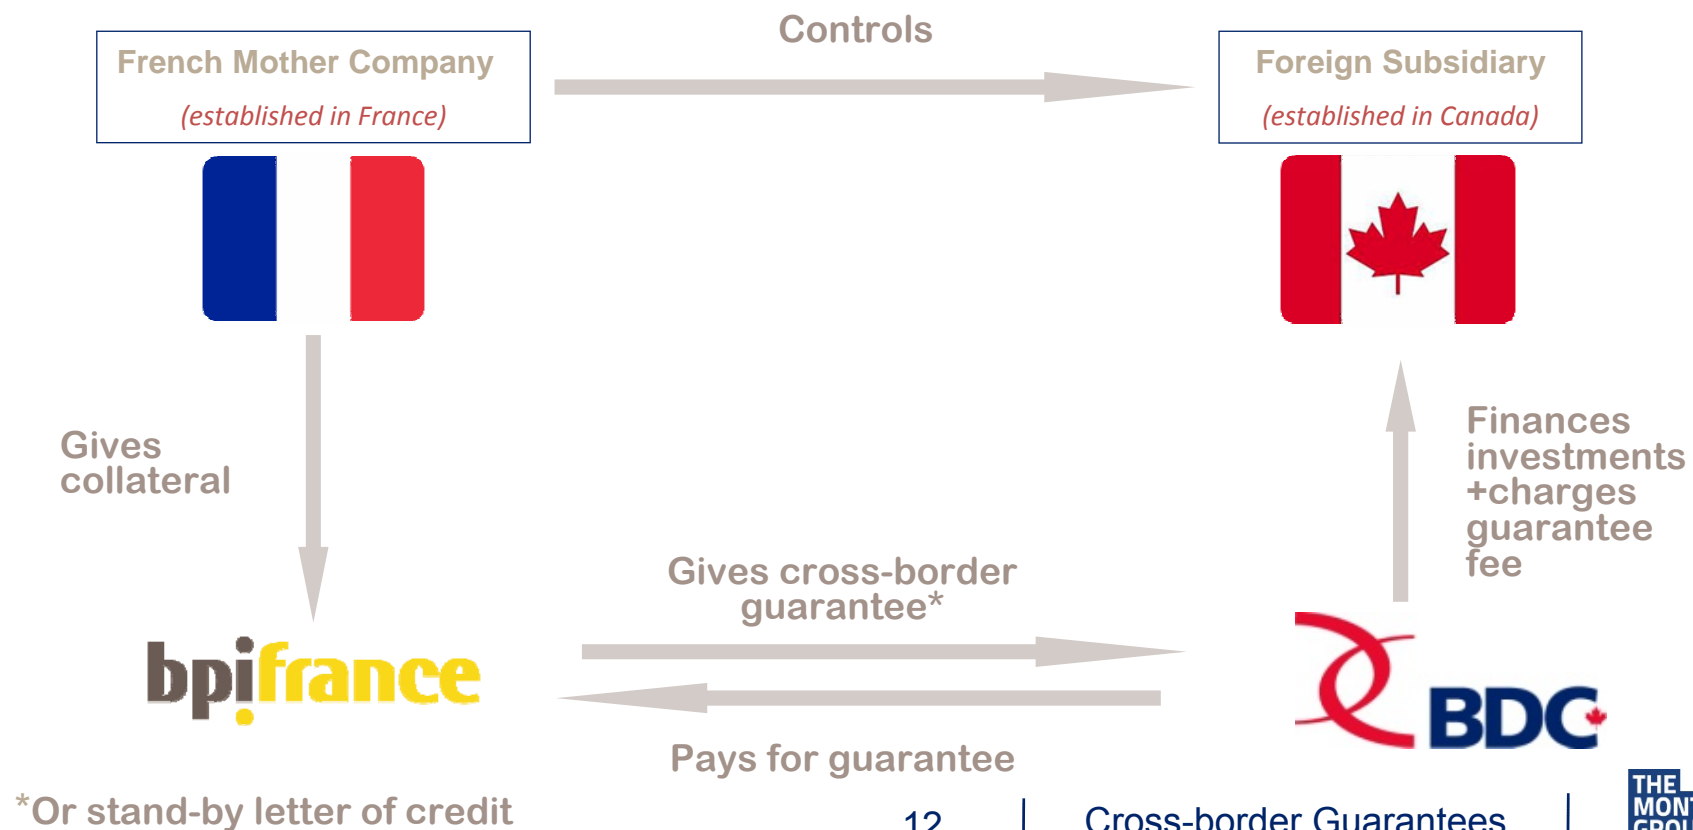 Controls
French Mother Company
(established in France)
Foreign Subsidiary
(established in Canada)
Gives
collateral
Finances
investments
+charges
guarantee
fee
Gives cross-border
guarantee*
bpifrance
BDC
Pays for guarantee
*Or stand-by letter of credit
12
Cross-border Guarantees
THE